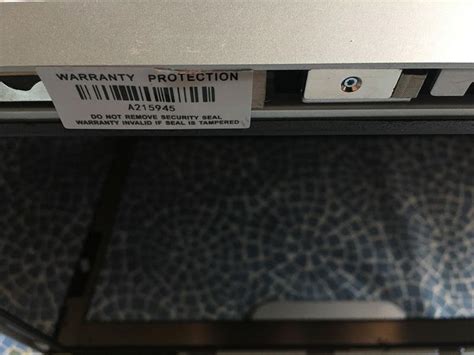 WARRANTY PROTECTION
A215945
DO NOT REMOVE SECURITY SEAL
WARRANTY INVALID IF SEAL IS TAMPERED